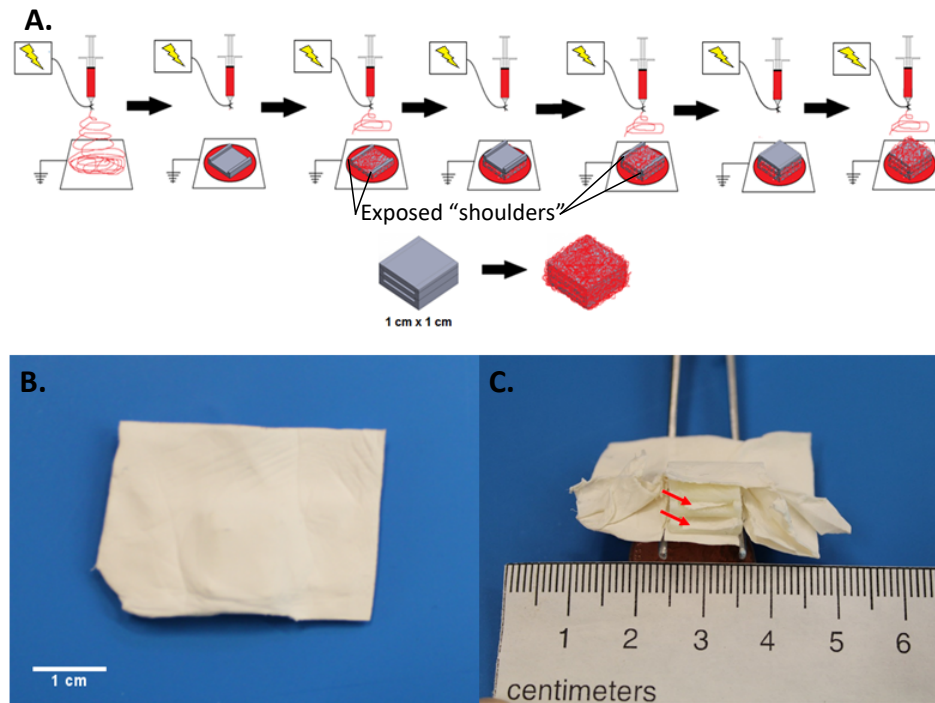 A.
Exposed “shoulders”
1 cm x 1 cm
B.
C.
1 cm
1 2 3 4 5 6
centimeters